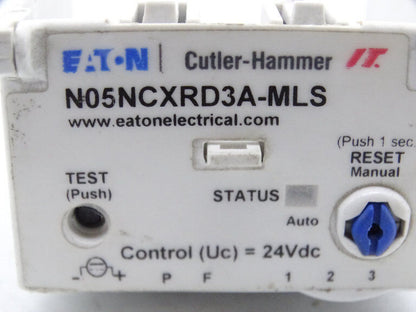 EATON Cutler-Hammer IT.
N05NCXRD3A-MLS
www.eatonelectrical.com
(Push 1 sec.
RESET
Manual
TEST
(Push)
STATUS
Auto
Control (Uc) = 24Vdc
- + P F 1 2 3